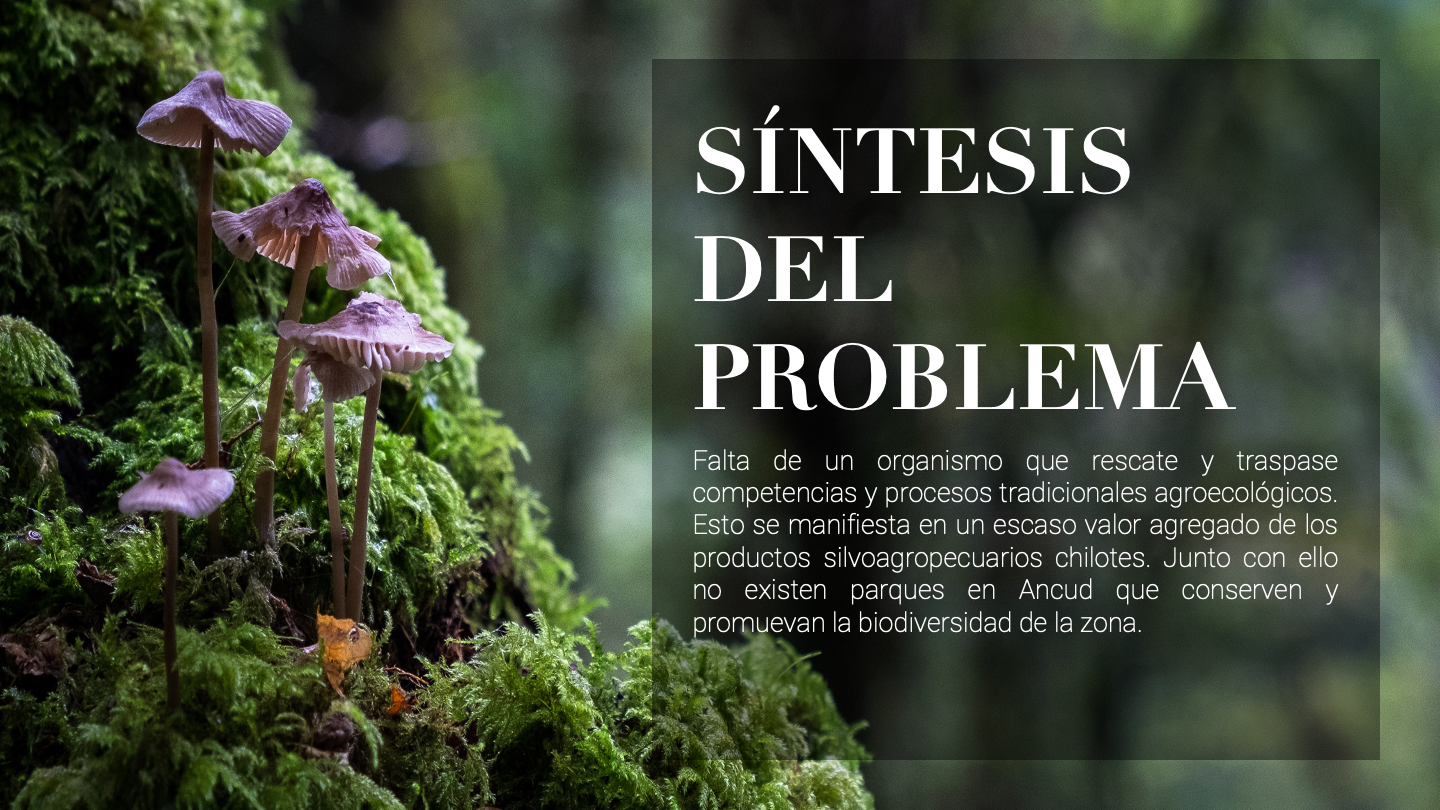 SÍNTESIS
DEL
PROBLEMA
Falta de un organismo que rescate y traspase
competencias y procesos tradicionales agroecológicos.
Esto se manifiesta en un escaso valor agregado de los
productos silvoagropecuarios chilotes. Junto con ello
no existen parques en Ancud que conserven y
promuevan la biodiversidad de la zona.